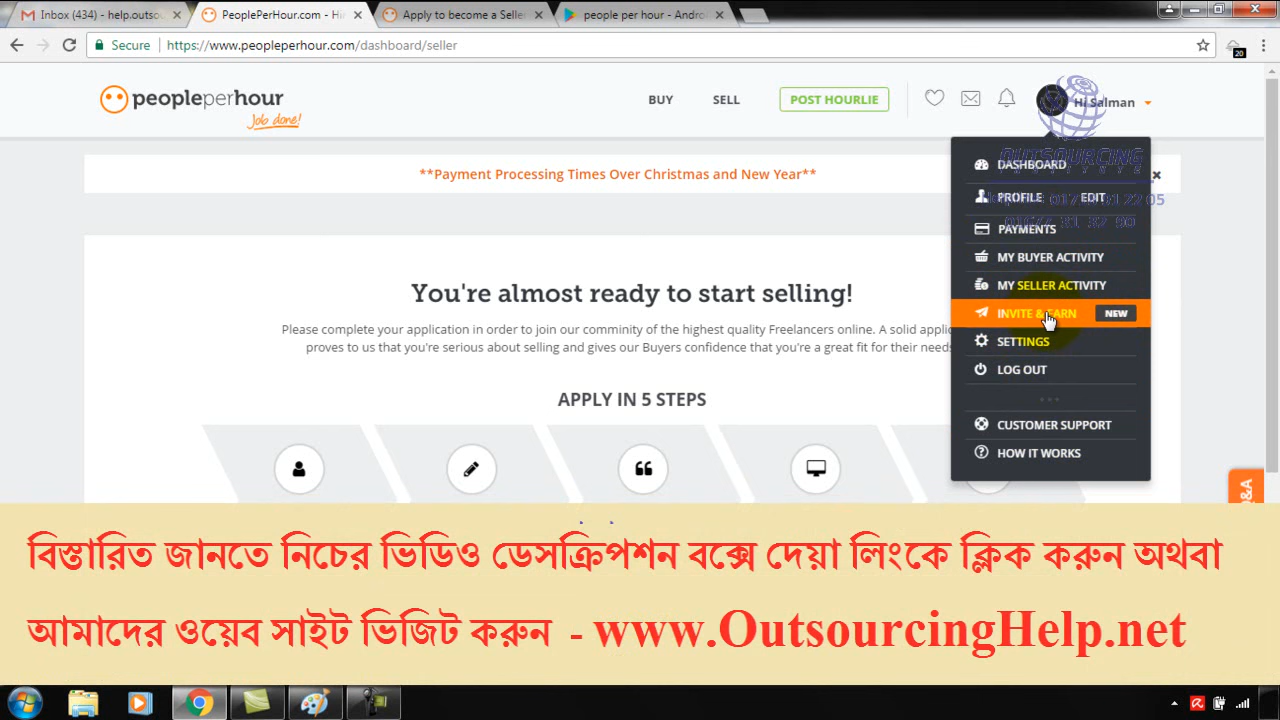 Inbox (434) - help.outsou
PeoplePerHour.com - Hi
Apply to become a Selle
people per hour - Andro
Secure
https://www.peopleperhour.com/dashboard/seller
20
peopleperhour
Job done!
BUY
SELL
POST HOURLIE
Hi Salman
OUTSOURCING
**Payment Processing Times Over Christmas and New Year**
DASHBOARD
PROFILE
EDIT
PAYMENTS
MY BUYER ACTIVITY
MY SELLER ACTIVITY
INVITE & EARN
NEW
SETTINGS
LOG OUT
CUSTOMER SUPPORT
HOW IT WORKS
You're almost ready to start selling!
Please complete your application in order to join our comminity of the highest quality Freelancers online. A solid
proves to us that you're serious about selling and gives our Buyers confidence that you're a great fit for their
APPLY IN 5 STEPS
বিস্তারিত জানতে নিচের ভিডিও ডেসক্রিপশন বক্সে দেয়া লিংকে ক্লিক করুন অথবা
আমাদের ওয়েব সাইট ভিজিট করুন - www.OutsourcingHelp.net